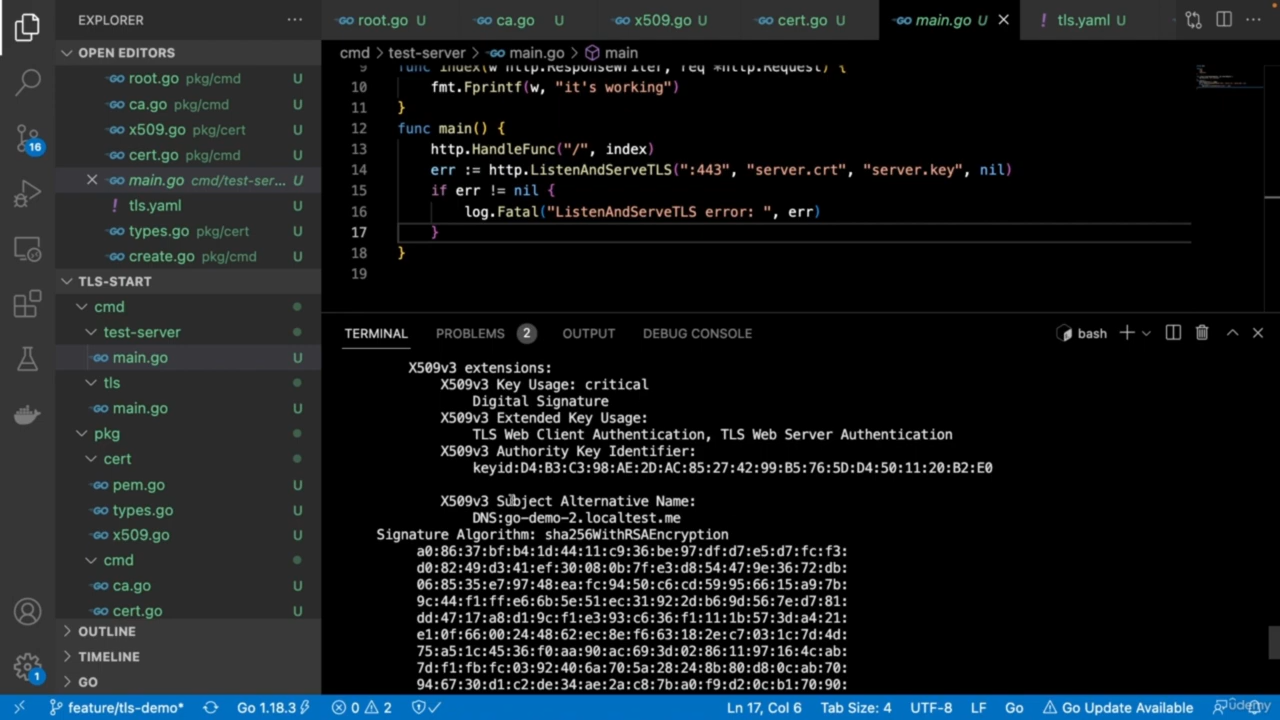 EXPLORER
root.go U
ca.go U
x509.go U
cert.go U
main.go U
tls.yaml U
OPEN EDITORS
root.go pkg/cmd U
ca.go pkg/cmd U
x509.go pkg/cert U
cert.go pkg/cmd U
main.go cmd/test-ser... U
tls.yaml U
types.go pkg/cert U
create.go pkg/cmd U
TLS-START
cmd
test-server
main.go U
tls
main.go U
pkg
cert
pem.go U
types.go U
x509.go U
cmd
ca.go U
cert.go U
OUTLINE
TIMELINE
GO
16
1
cmd > test-server > main.go > main
9 func index(w http.ResponseWriter, req *http.Request) {
10 fmt.Fprintf(w, "it's working")
11 }
12 func main() {
13 http.HandleFunc("/", index)
14 err := http.ListenAndServeTLS(":443", "server.crt", "server.key", nil)
15 if err != nil {
16 log.Fatal("ListenAndServeTLS error: ", err)
17 }
18 }
19
TERMINAL PROBLEMS 2 OUTPUT DEBUG CONSOLE
bash
X509v3 extensions:
X509v3 Key Usage: critical
Digital Signature
X509v3 Extended Key Usage:
TLS Web Client Authentication, TLS Web Server Authentication
X509v3 Authority Key Identifier:
keyid:D4:B3:C3:98:AE:2D:AC:85:27:42:99:B5:76:5D:D4:50:11:20:B2:E0
X509v3 Subject Alternative Name:
DNS:go-demo-2.localtest.me
Signature Algorithm: sha256WithRSAEncryption
a0:86:37:bf:b4:1d:44:11:c9:36:be:97:df:d7:e5:d7:fc:f3:
d0:82:49:d3:41:ef:30:08:0b:7f:e3:d8:54:47:9e:36:72:db:
06:85:35:e7:97:48:ea:fc:94:50:c6:cd:59:95:66:15:a9:7b:
9c:44:f1:ff:e6:6b:5e:51:ec:31:92:2d:b6:9d:56:7e:d7:81:
dd:47:17:a8:d1:9c:f1:e3:93:c6:36:f1:11:1b:57:3d:a4:21:
e1:0f:66:00:24:48:62:ec:8e:f6:63:18:2e:c7:03:1c:7d:4d:
75:a5:1c:45:36:f0:aa:90:ac:69:3d:02:86:11:97:16:4c:ab:
7d:f1:fb:fc:03:92:40:6a:70:5a:28:24:8b:80:d8:0c:ab:70:
94:67:30:d1:c2:de:34:ae:2a:c8:7b:a0:f9:d2:0c:b1:70:90:
feature/tls-demo* Go 1.18.3 0 2 Ln 17, Col 6 Tab Size: 4 UTF-8 LF Go Go Update Available
Udemy